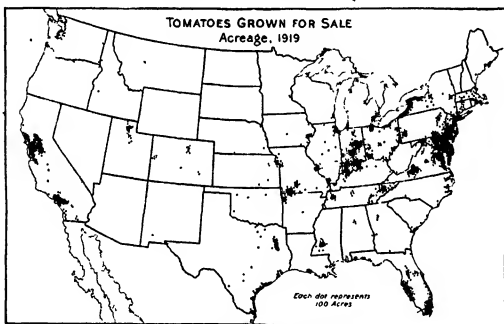 TOMATOES GROWN FOR SALE
Acreage, 1919
Each dot represents
100 Acres